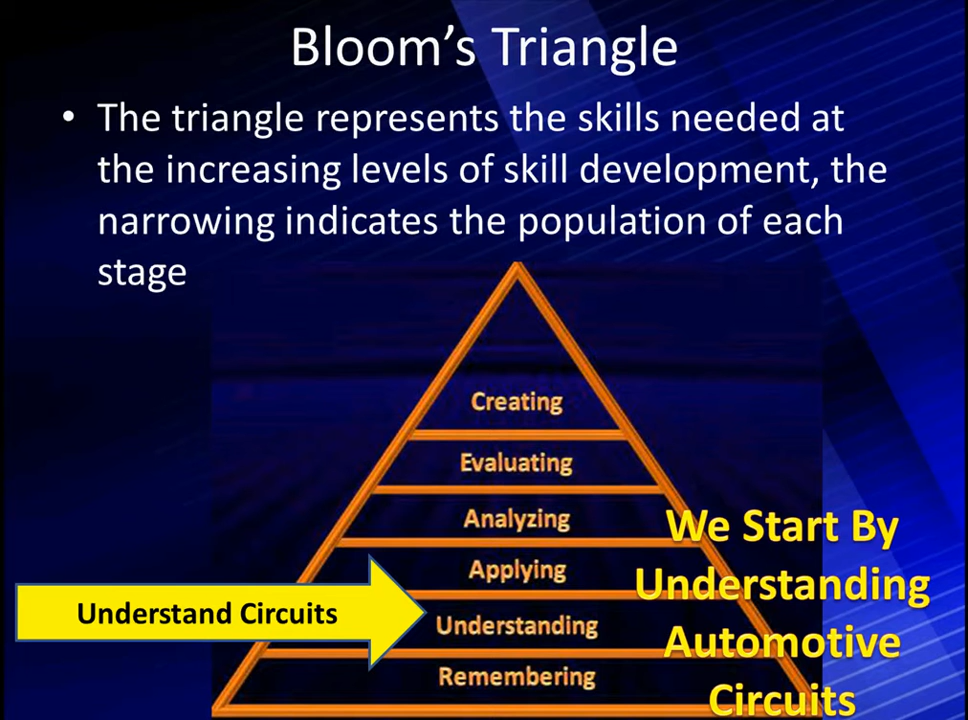 Bloom’s Triangle
• The triangle represents the skills needed at
the increasing levels of skill development, the
narrowing indicates the population of each
stage
Creating
Evaluating
Analyzing
Applying
Understanding
Remembering
Understand Circuits
We Start By
Understanding
Automotive
Circuits